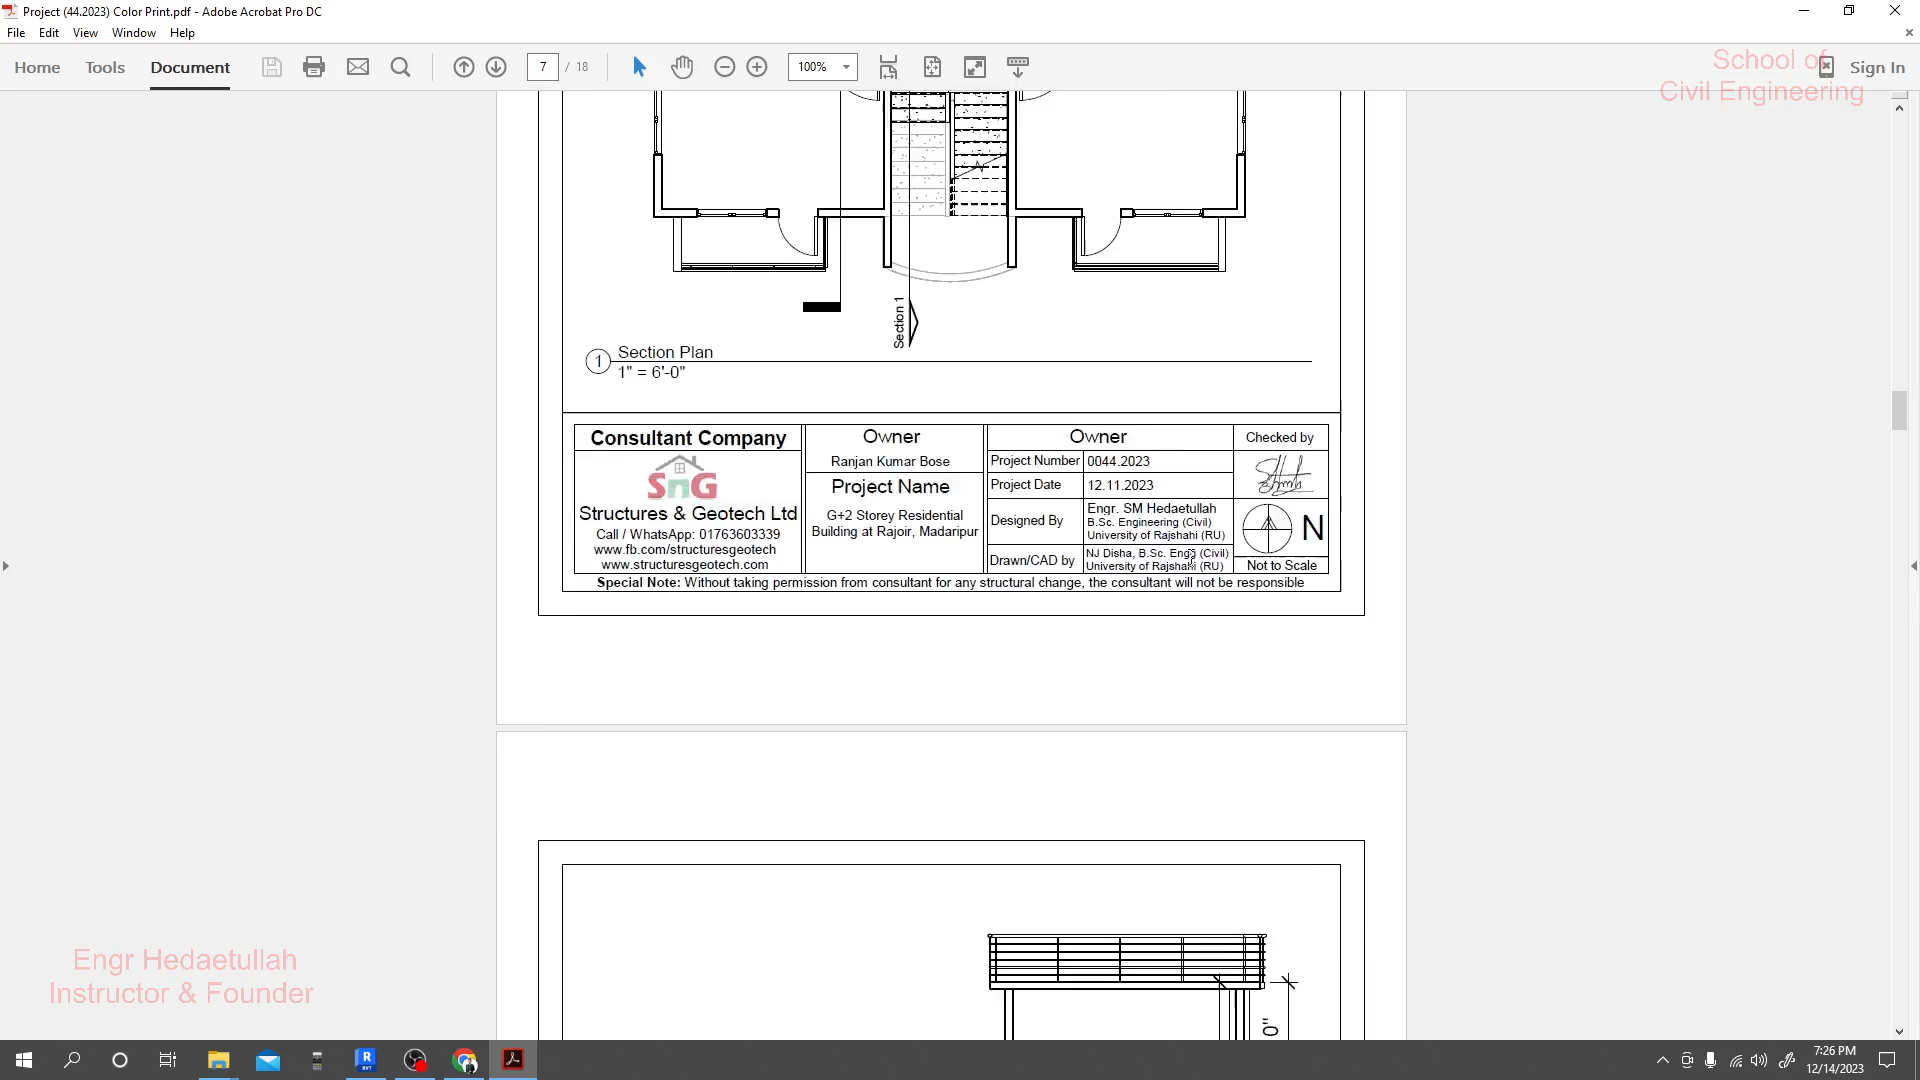 Project (44.2023) Color Print.pdf - Adobe Acrobat Pro DC
File Edit View Window Help
Home Tools Document 7 / 18 100% Sign In
School of
Civil Engineering
Section 1
1 Section Plan
1" = 6'-0"
Consultant Company
SnG
Structures & Geotech Ltd
Call / WhatsApp: 01763603339
www.fb.com/structuresgeotech
www.structuresgeotech.com
Owner
Ranjan Kumar Bose
Project Name
G+2 Storey Residential
Building at Rajoir, Madaripur
Owner
Project Number 0044.2023
Project Date 12.11.2023
Designed By
Engr. SM Hedaetullah
B.Sc. Engineering (Civil)
University of Rajshahi (RU)
Drawn/CAD by
NJ Disha, B.Sc. Engg (Civil)
University of Rajshahi (RU)
Checked by
N
Not to Scale
Special Note: Without taking permission from consultant for any structural change, the consultant will not be responsible
0"
Engr Hedaetullah
Instructor & Founder
R
RVT
7:26 PM
12/14/2023